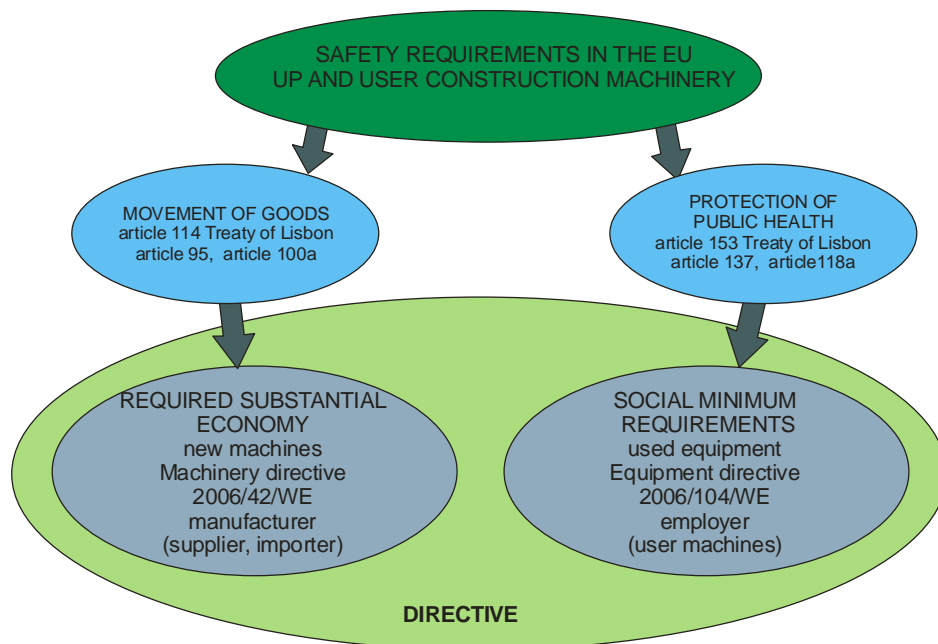 SAFETY REQUIREMENTS IN THE EU
UP AND USER CONSTRUCTION MACHINERY
MOVEMENT OF GOODS
article 114 Treaty of Lisbon
article 95, article 100a
PROTECTION OF
PUBLIC HEALTH
article 153 Treaty of Lisbon
article 137, article118a
REQUIRED SUBSTANTIAL
ECONOMY
new machines
Machinery directive
2006/42/WE
manufacturer
(supplier, importer)
SOCIAL MINIMUM
REQUIREMENTS
used equipment
Equipment directive
2006/104/WE
employer
(user machines)
DIRECTIVE